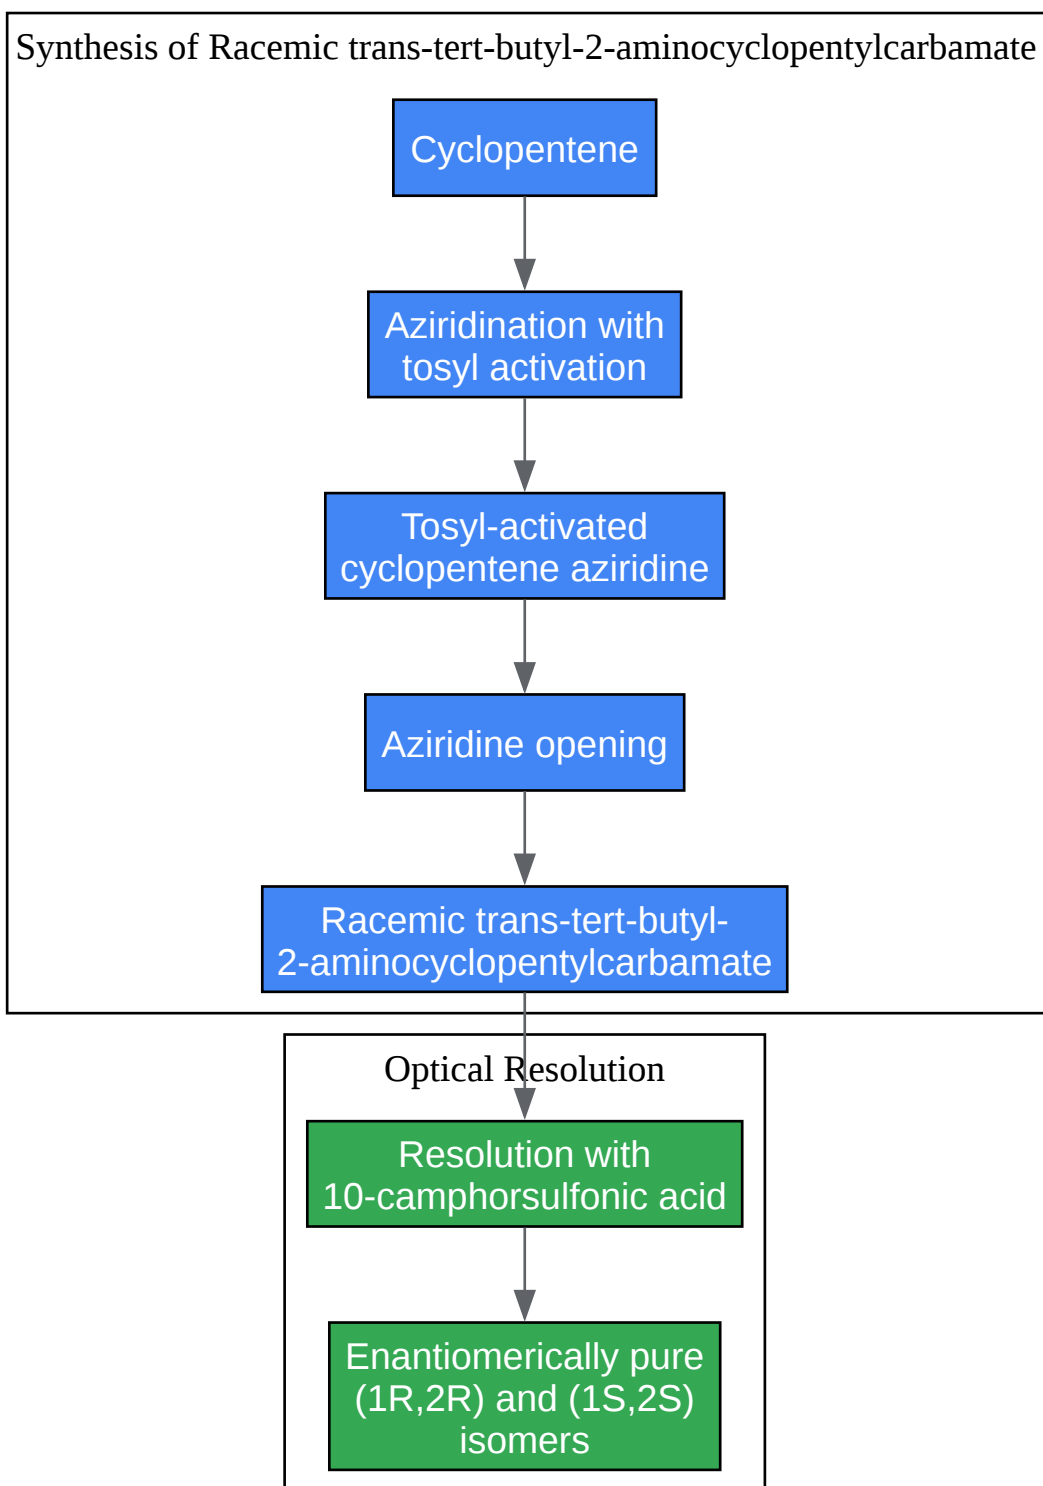 Synthesis of Racemic trans-tert-butyl-2-aminocyclopentylcarbamate
Cyclopentene
Aziridination with
tosyl activation
Tosyl-activated
cyclopentene aziridine
Aziridine opening
Racemic trans-tert-butyl-
2-aminocyclopentylcarbamate
Optical Resolution
Resolution with
10-camphorsulfonic acid
Enantiomerically pure
(1R,2R) and (1S,2S)
isomers